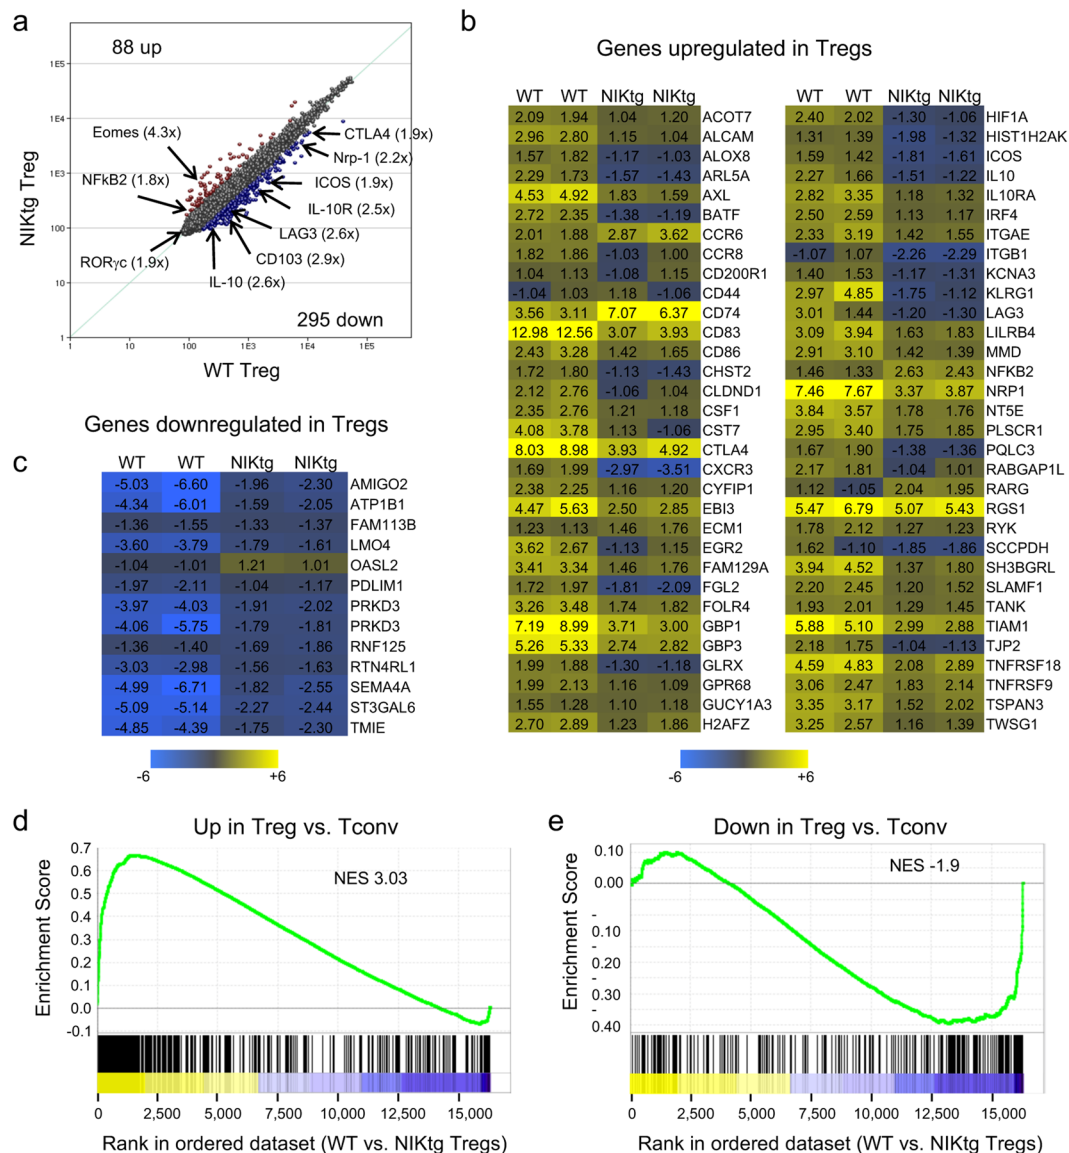 a
88 up
1E5
1E4
1E3
100
10
1
NIKtg Treg
Eomes (4.3x)
NFkB2 (1.8x)
RORγc (1.9x)
CTLA4 (1.9x)
Nrp-1 (2.2x)
ICOS (1.9x)
IL-10R (2.5x)
LAG3 (2.6x)
CD103 (2.9x)
IL-10 (2.6x)
295 down
1 10 100 1E3 1E4 1E5
WT Treg
b
Genes upregulated in Tregs
WT WT NIKtg NIKtg
2.09 1.94 1.04 1.20 ACOT7
2.96 2.80 1.15 1.04 ALCAM
1.57 1.82 -1.17 -1.03 ALOX8
2.29 1.73 -1.57 -1.43 ARL5A
4.53 4.92 1.83 1.59 AXL
2.72 2.35 -1.38 -1.19 BATF
2.01 1.88 2.87 3.62 CCR6
1.82 1.86 -1.03 1.00 CCR8
1.04 1.13 -1.08 1.15 CD200R1
-1.04 1.03 1.18 -1.06 CD44
3.56 3.11 7.07 6.37 CD74
12.98 12.56 3.07 3.93 CD83
2.43 3.28 1.42 1.65 CD86
1.72 1.80 -1.13 -1.43 CHST2
2.12 2.76 -1.06 1.04 CLDND1
2.35 2.76 1.21 1.18 CSF1
4.08 3.78 1.13 -1.06 CST7
8.03 8.98 3.93 4.92 CTLA4
1.69 1.99 -2.97 -3.51 CXCR3
2.38 2.25 1.16 1.20 CYFIP1
4.47 5.63 2.50 2.85 EBI3
1.23 1.13 1.46 1.76 ECM1
3.62 2.67 -1.13 1.15 EGR2
3.41 3.34 1.46 1.76 FAM129A
1.72 1.97 -1.81 -2.09 FGL2
3.26 3.48 1.74 1.82 FOLR4
7.19 8.99 3.71 3.00 GBP1
5.26 5.33 2.74 2.82 GBP3
1.99 1.88 -1.30 -1.18 GLRX
1.99 2.13 1.16 1.09 GPR68
1.55 1.28 1.10 1.18 GUCY1A3
2.70 2.89 1.23 1.86 H2AFZ
WT WT NIKtg NIKtg
2.40 2.02 -1.30 -1.06 HIF1A
1.31 1.39 -1.98 -1.32 HIST1H2AK
1.59 1.42 -1.81 -1.61 ICOS
2.27 1.66 -1.51 -1.22 IL10
2.82 3.35 1.18 1.32 IL10RA
2.50 2.59 1.13 1.17 IRF4
2.33 3.19 1.42 1.55 ITGAE
-1.07 1.07 -2.26 -2.29 ITGB1
1.40 1.53 -1.17 -1.31 KCNA3
2.97 4.85 -1.75 -1.12 KLRG1
3.01 1.44 -1.20 -1.30 LAG3
3.09 3.94 1.63 1.83 LILRB4
2.91 3.10 1.42 1.39 MMD
1.46 1.33 2.63 2.43 NFKB2
7.46 7.67 3.37 3.87 NRP1
3.84 3.57 1.78 1.76 NT5E
2.95 3.40 1.75 1.85 PLSCR1
1.67 1.90 -1.38 -1.36 PQLC3
2.17 1.81 -1.04 1.01 RABGAP1L
1.12 -1.05 2.04 1.95 RARG
5.47 6.79 5.07 5.43 RGS1
1.78 2.12 1.27 1.23 RYK
1.62 -1.10 -1.85 -1.86 SCCPDH
3.94 4.52 1.37 1.80 SH3BGRL
2.20 2.45 1.20 1.52 SLAMF1
1.93 2.01 1.29 1.45 TANK
5.88 5.10 2.99 2.88 TIAM1
2.18 1.75 -1.04 -1.13 TJP2
4.59 4.83 2.08 2.89 TNFRSF18
3.06 2.47 1.83 2.14 TNFRSF9
3.35 3.17 1.52 2.02 TSPAN3
3.25 2.57 1.16 1.39 TWSG1
-6 +6
Genes downregulated in Tregs
c
WT WT NIKtg NIKtg
-5.03 -6.60 -1.96 -2.30 AMIGO2
-4.34 -6.01 -1.59 -2.05 ATP1B1
-1.36 -1.55 -1.33 -1.37 FAM113B
-3.60 -3.79 -1.79 -1.61 LMO4
-1.04 -1.01 1.21 1.01 OASL2
-1.97 -2.11 -1.04 -1.17 PDLIM1
-3.97 -4.03 -1.91 -2.02 PRKD3
-4.06 -5.75 -1.79 -1.81 PRKD3
-1.36 -1.40 -1.69 -1.86 RNF125
-3.03 -2.98 -1.56 -1.63 RTN4RL1
-4.99 -6.71 -1.82 -2.55 SEMA4A
-5.09 -5.14 -2.27 -2.44 ST3GAL6
-4.85 -4.39 -1.75 -2.30 TMIE
-6 +6
d
Up in Treg vs. Tconv
NES 3.03
Enrichment Score
0.7
0.6
0.5
0.4
0.3
0.2
0.1
0.0
-0.1
0 2,500 5,000 7,500 10,000 12,500 15,000
Rank in ordered dataset (WT vs. NIKtg Tregs)
e
Down in Treg vs. Tconv
NES -1.9
Enrichment Score
0.10
0.00
-
0.10
-
0.20
-
0.30
-
0.40
0 2,500 5,000 7,500 10,000 12,500 15,000
Rank in ordered dataset (WT vs. NIKtg Tregs)